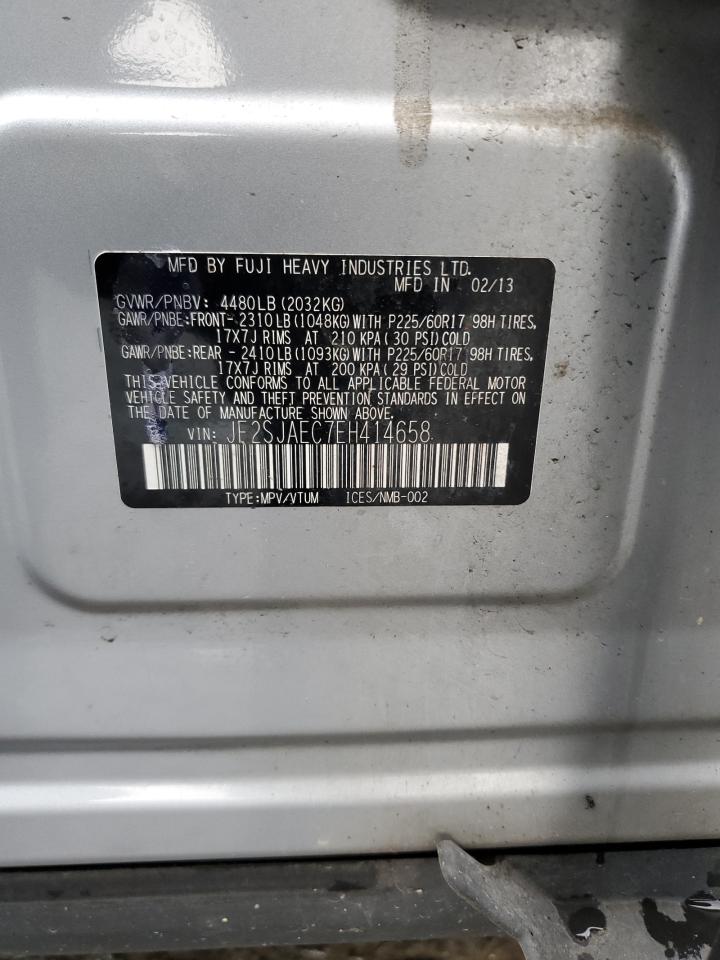 MFD BY FUJI HEAVY INDUSTRIES LTD.
MFD IN 02/13
GVWR/PNBV: 4480LB(2032KG)
GAWR/PNBE:FRONT-2310LB(1048KG)WITH P225/60R17 98H TIRES,
17X7J RIMS AT 210 KPA(30 PSI)COLD
GAWR/PNBE:REAR -2410LB(1093KG)WITH P225/60R17 98H TIRES,
17X7J RIMS AT 200 KPA(29 PSI)COLD
THIS VEHICLE CONFORMS TO ALL APPLICABLE FEDERAL MOTOR
VEHICLE SAFETY AND THEFT PREVENTION STANDARDS IN EFFECT
ON THE DATE OF MANUFACTURE SHOWN ABOVE.
VIN: JF2SJAEC7EH414658
TYPE:MPV/VTUM ICES/NMB-002